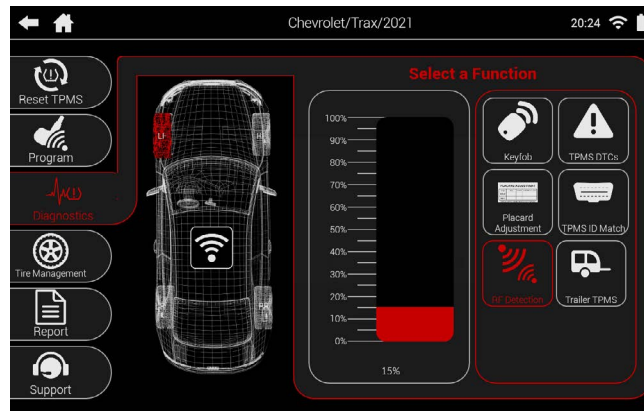 Chevrolet/Trax/2021
20:24
Reset TPMS
Program
Diagnostics
Tire Management
Report
Support
LF
Select a Function
100%
90%
80%
70%
60%
50%
40%
30%
20%
10%
0%
15%
Keyfob
TPMS DTCs
Placard
Adjustment
TPMS ID Match
RF Detection
Trailer TPMS